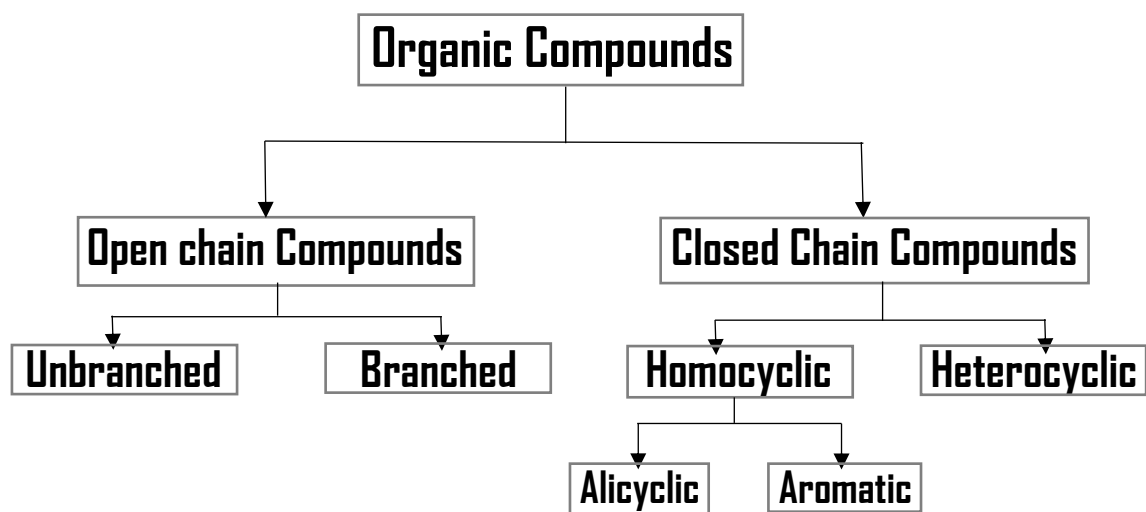 Organic Compounds
Open chain Compounds
Closed Chain Compounds
Unbranched
Branched
Homocyclic
Heterocyclic
Alicyclic
Aromatic